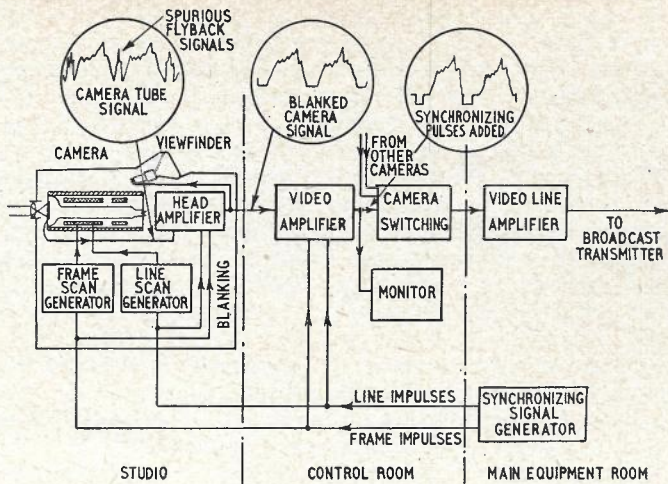 SPURIOUS
FLYBACK
SIGNALS
CAMERA TUBE
SIGNAL
BLANKED
CAMERA
SIGNAL
SYNCHRONIZING
PULSES ADDED
CAMERA
VIEWFINDER
FROM
OTHER
CAMERAS
HEAD
AMPLIFIER
VIDEO
AMPLIFIER
CAMERA
SWITCHING
VIDEO LINE
AMPLIFIER
TO
BROADCAST
TRANSMITTER
FRAME
SCAN
GENERATOR
LINE
SCAN
GENERATOR
BLANKING
MONITOR
LINE IMPULSES
FRAME IMPULSES
SYNCHRONIZING
SIGNAL
GENERATOR
STUDIO
CONTROL ROOM
MAIN EQUIPMENT ROOM